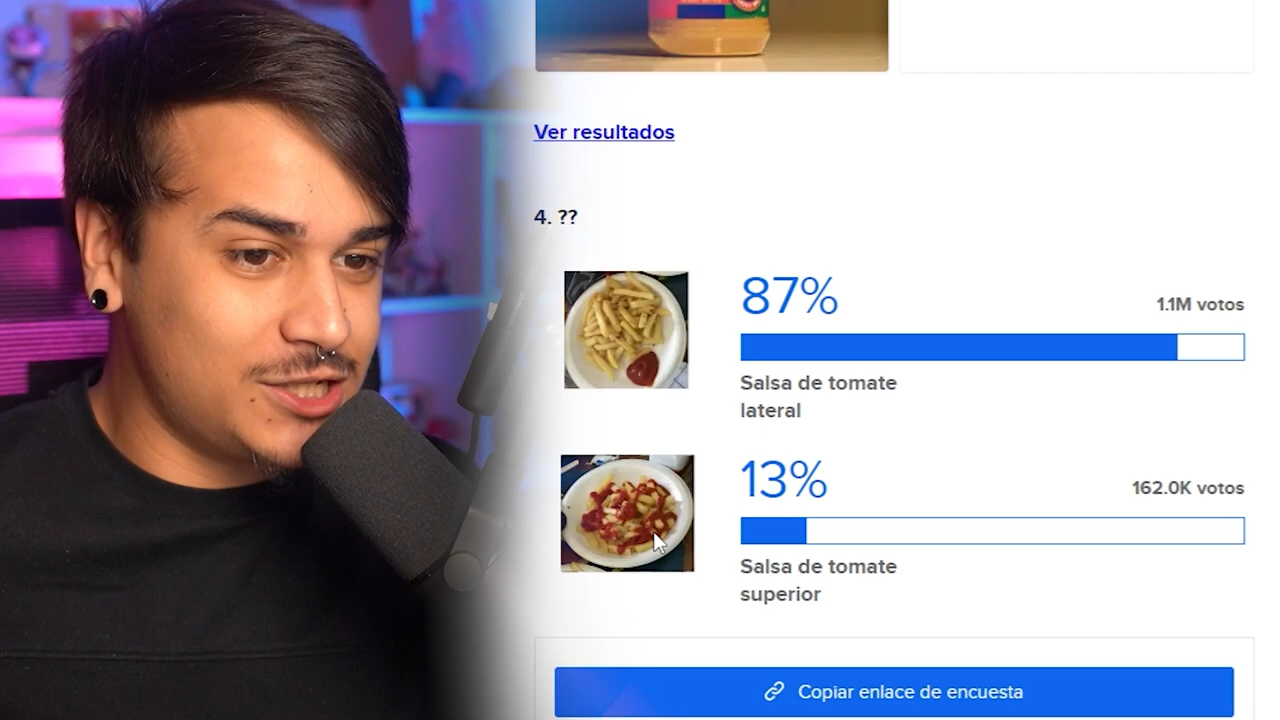 Ver resultados
4. ??
87%
1.1M votos
Salsa de tomate
lateral
13%
162.0K votos
Salsa de tomate
superior
Copiar enlace de encuesta